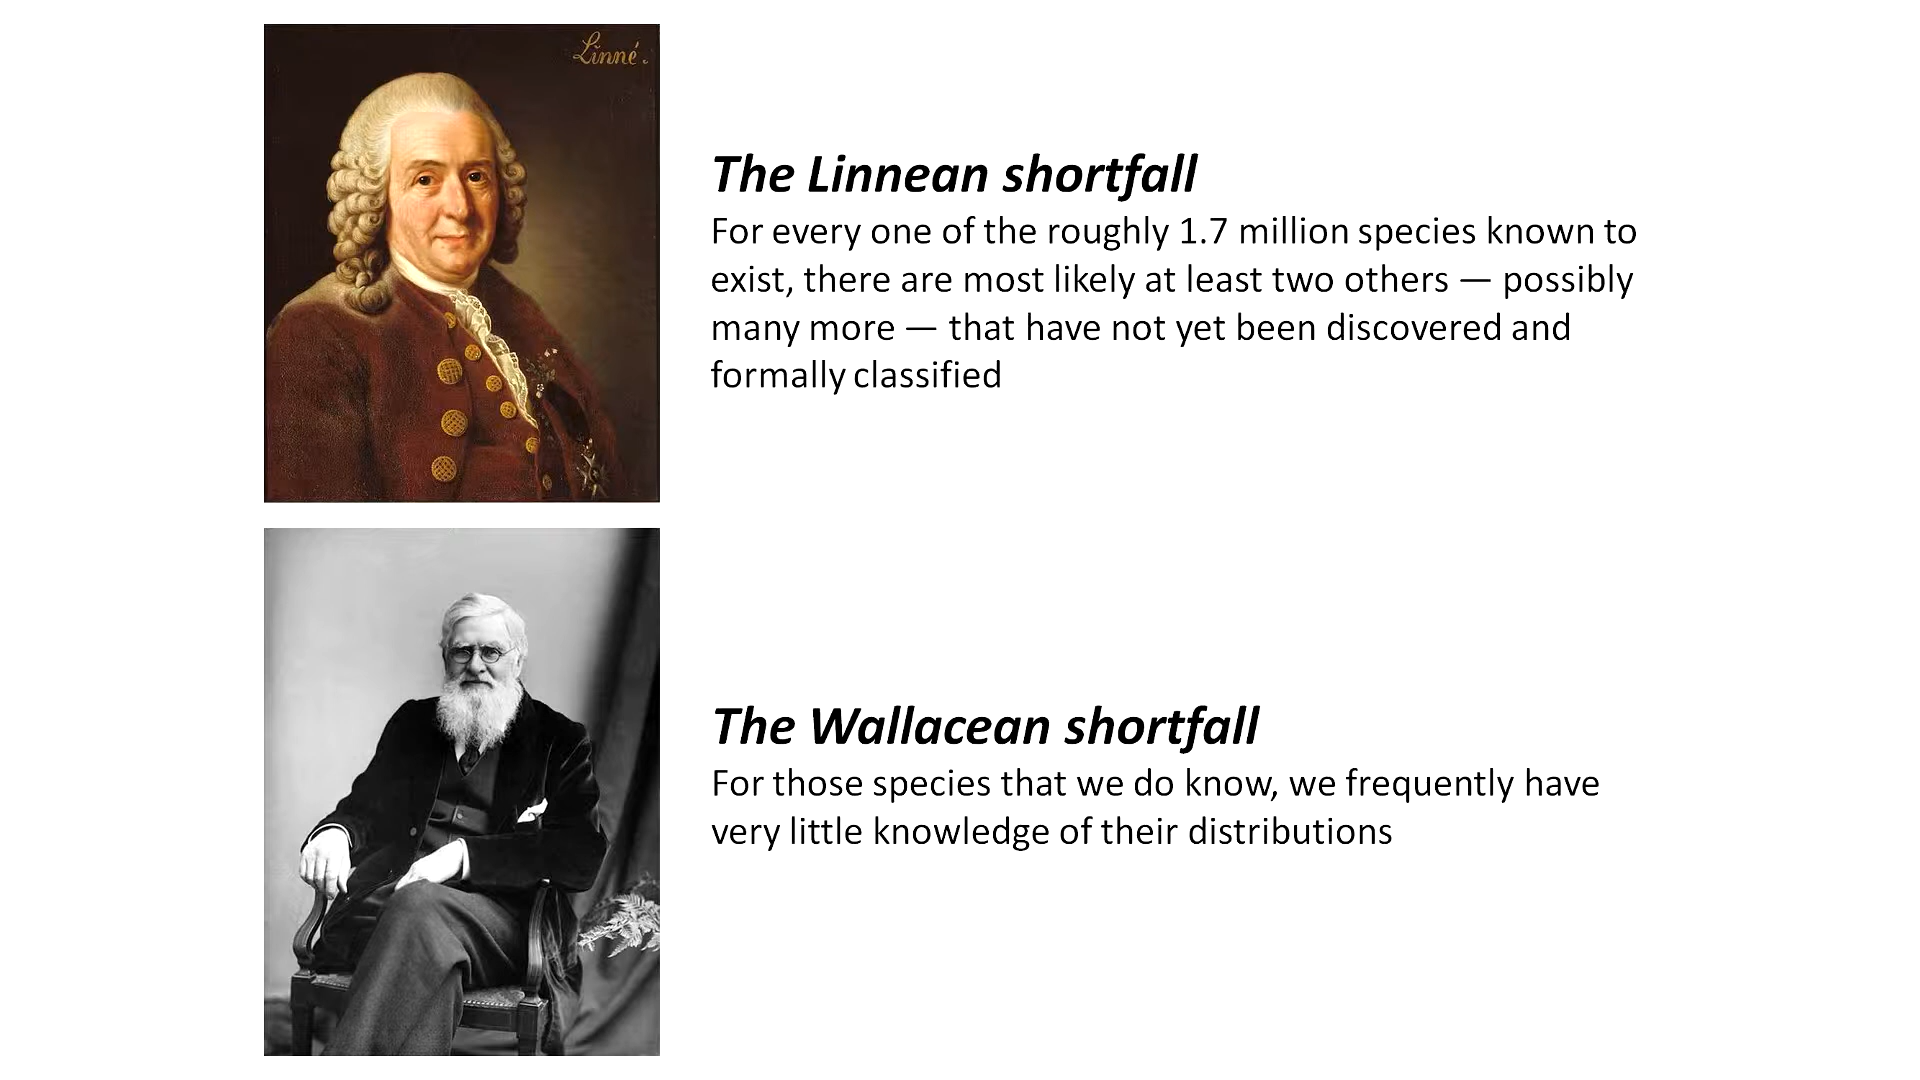 Linné.
The Linnean shortfall
For every one of the roughly 1.7 million species known to
exist, there are most likely at least two others — possibly
many more — that have not yet been discovered and
formally classified
The Wallacean shortfall
For those species that we do know, we frequently have
very little knowledge of their distributions